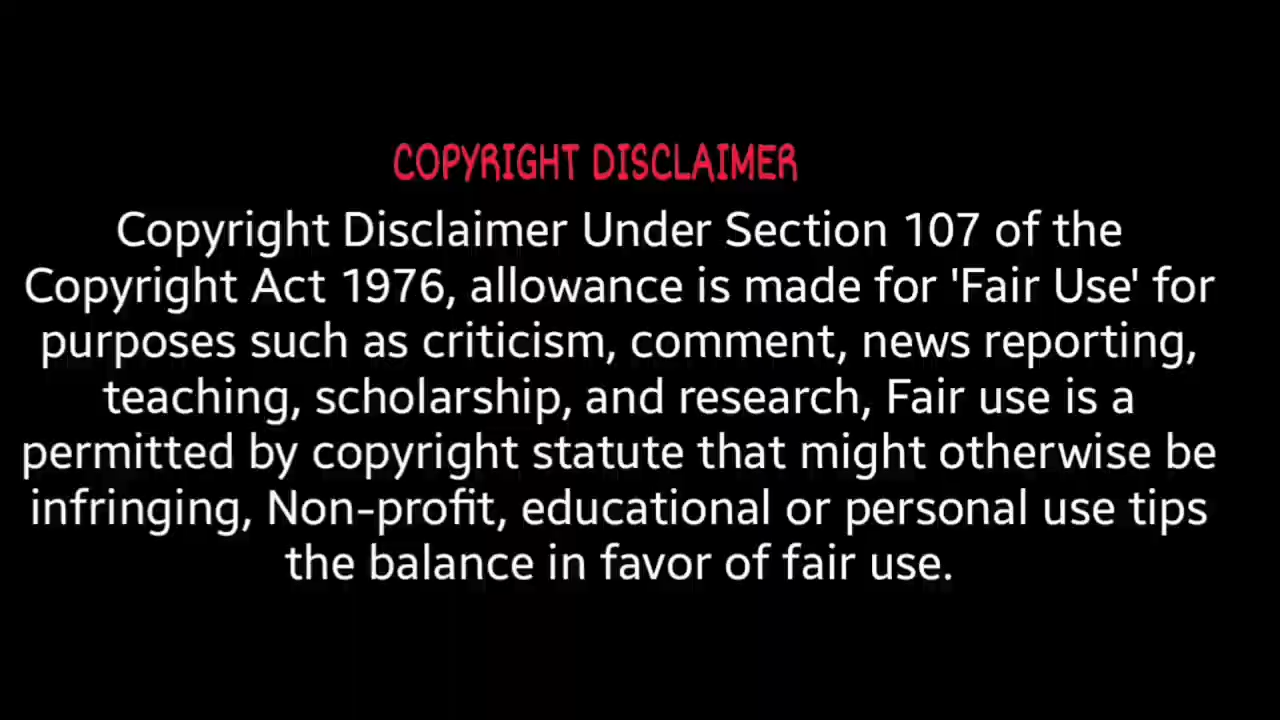 COPYRIGHT DISCLAIMER
Copyright Disclaimer Under Section 107 of the
Copyright Act 1976, allowance is made for 'Fair Use' for
purposes such as criticism, comment, news reporting,
teaching, scholarship, and research, Fair use is a
permitted by copyright statute that might otherwise be
infringing, Non-profit, educational or personal use tips
the balance in favor of fair use.